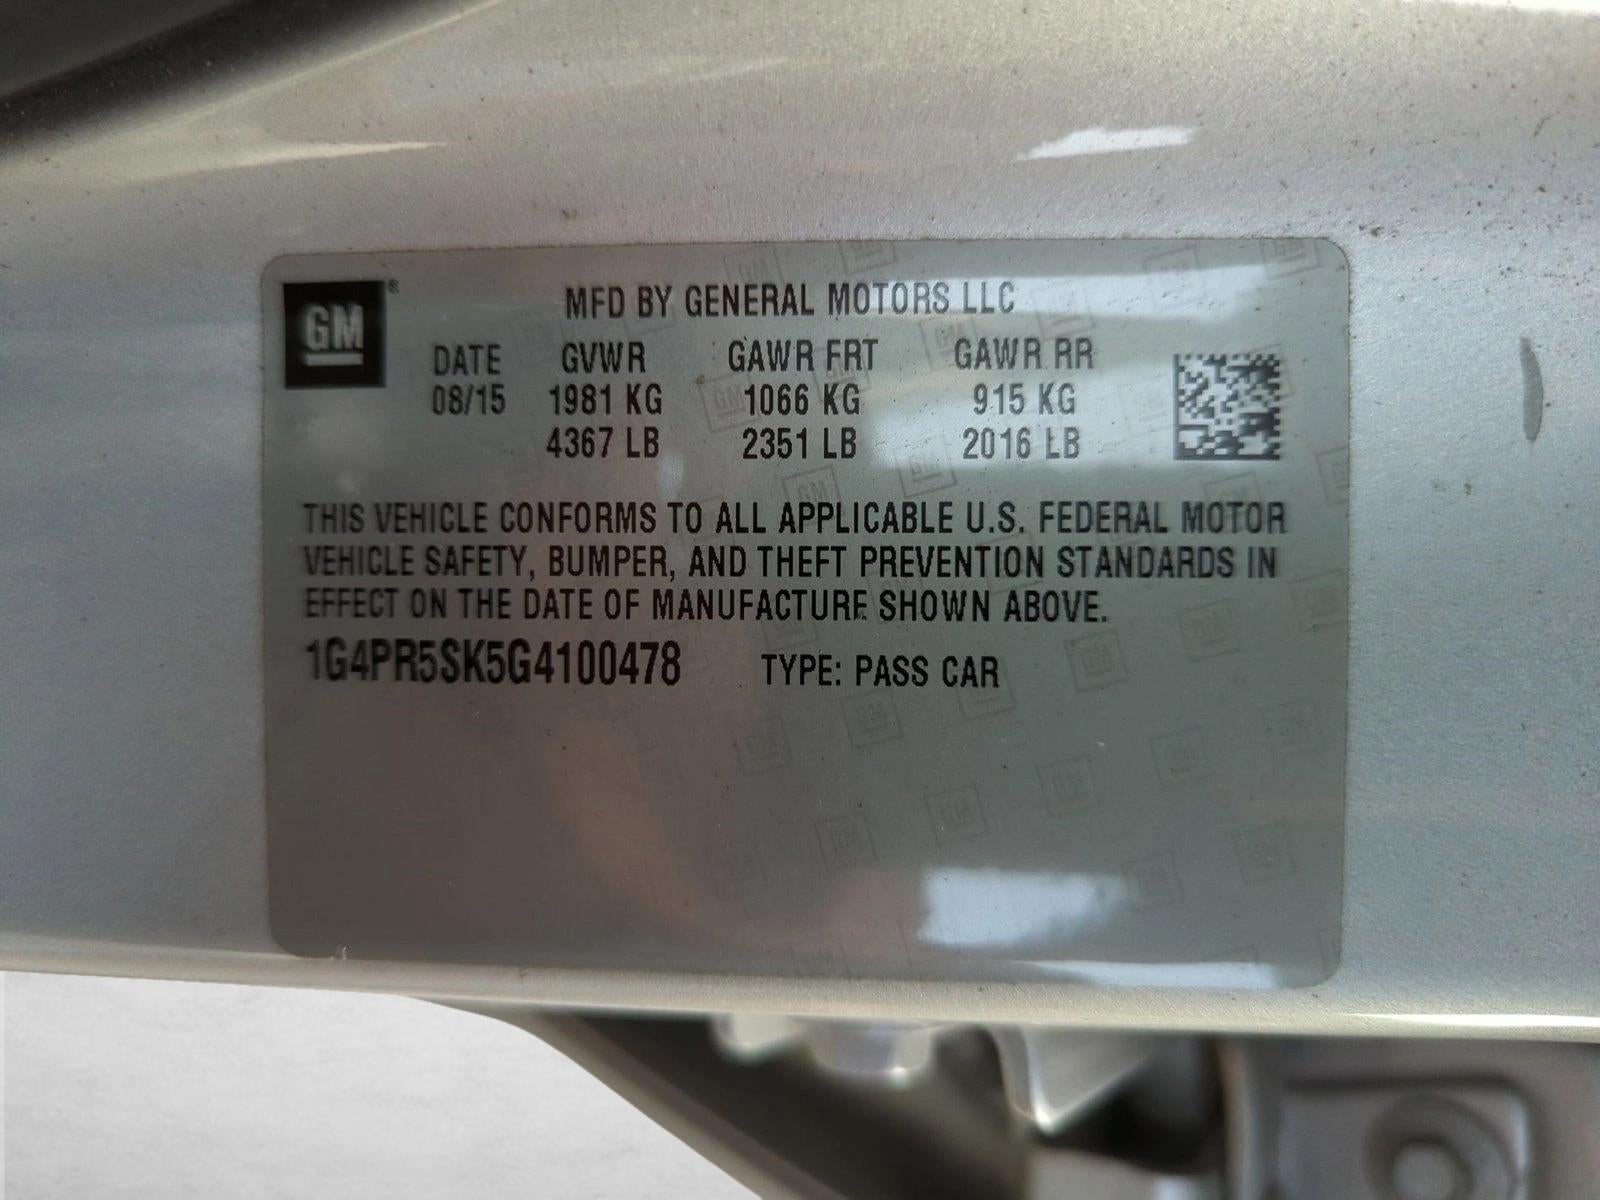 GM ®
MFD BY GENERAL MOTORS LLC
DATE GVWR GAWR FRT GAWR RR
08/15 1981 KG 1066 KG 915 KG
4367 LB 2351 LB 2016 LB
THIS VEHICLE CONFORMS TO ALL APPLICABLE U.S. FEDERAL MOTOR
VEHICLE SAFETY, BUMPER, AND THEFT PREVENTION STANDARDS IN
EFFECT ON THE DATE OF MANUFACTURE SHOWN ABOVE.
1G4PR5SK5G4100478 TYPE: PASS CAR